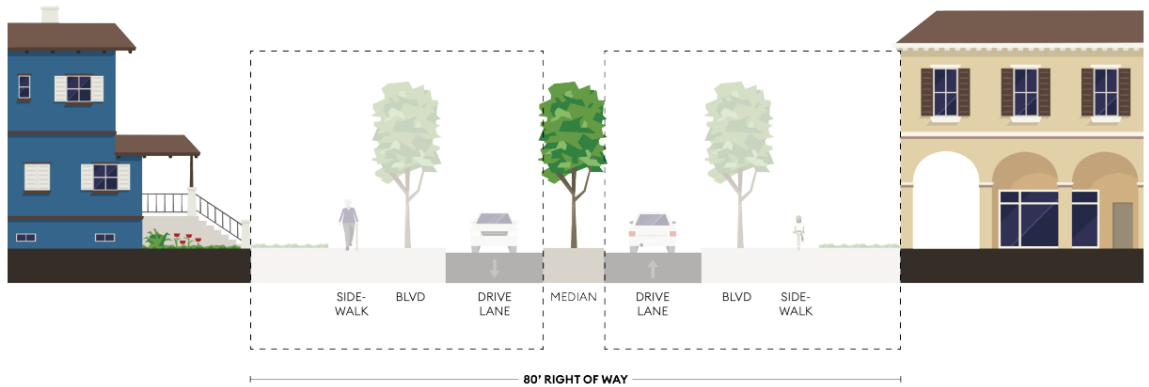 SIDE-
WALK
BLVD
DRIVE
LANE
MEDIAN
DRIVE
LANE
BLVD
SIDE-
WALK
80' RIGHT OF WAY